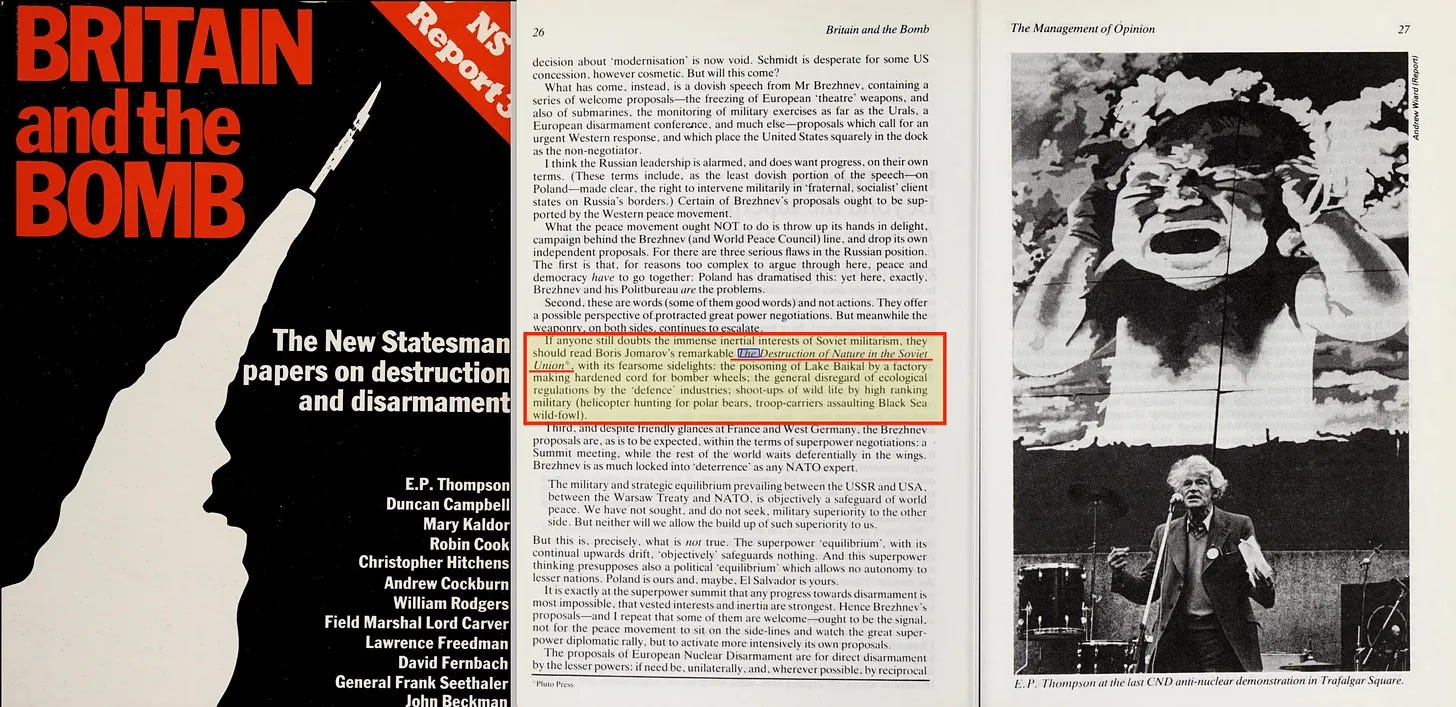 BRITAIN
and the
BOMB
NS
Report 3
The New Statesman
papers on destruction
and disarmament
E.P. Thompson
Duncan Campbell
Mary Kaldor
Robin Cook
Christopher Hitchens
Andrew Cockburn
William Rodgers
Field Marshal Lord Carver
Lawrence Freedman
David Fernbach
General Frank Seethaler
John Beckman
26
Britain and the Bomb
decision about ‘modernisation’ is now void. Schmidt is desperate for some US
concession, however cosmetic. But will this come?
What has come, instead, is a dovish speech from Mr Brezhnev, containing a
series of welcome proposals—the freezing of European ‘theatre’ weapons, and
also of submarines, the monitoring of military exercises as far as the Urals, a
European disarmament conference, and much else—proposals which call for an
urgent Western response, and which place the United States squarely in the dock
as the non-negotiator.
I think the Russian leadership is alarmed, and does want progress, on their own
terms. (These terms include, as the least dovish portion of the speech—on
Poland—made clear, the right to intervene militarily in ‘fraternal, socialist’ client
states on Russia's borders.) Certain of Brezhnev's proposals ought to be sup-
ported by the Western peace movement.
What the peace movement ought NOT to do is throw up its hands in delight,
campaign behind the Brezhnev (and World Peace Council) line, and drop its own
independent proposals. For there are three serious flaws in the Russian position.
The first is that, for reasons too complex to argue through here, peace and
democracy have to go together: Poland has dramatised this: yet here, exactly,
Brezhnev and his Politbureau are the problems.
Second, these are words (some of them good words) and not actions. They offer
a possible perspective of protracted great power negotiations. But meanwhile the
weaponry, on both sides, continues to escalate.
If anyone still doubts the immense inertial interests of Soviet militarism, they
should read Boris Jomarov's remarkable The Destruction of Nature in the Soviet
Union*, with its fearsome sidelights: the poisoning of Lake Baikal by a factory
making hardened cord for bomber wheels; the general disregard of ecological
regulations by the ‘defence’ industries; shoot-ups of wild life by high ranking
military (helicopter hunting for polar bears, troop-carriers assaulting Black Sea
wild-fowl).
Third, and despite friendly glances at France and West Germany, the Brezhnev
proposals are, as is to be expected, within the terms of superpower negotiations: a
Summit meeting, while the rest of the world waits deferentially in the wings.
Brezhnev is as much locked into ‘deterrence’ as any NATO expert.
The military and strategic equilibrium prevailing between the USSR and USA,
between the Warsaw Treaty and NATO, is objectively a safeguard of world
peace. We have not sought, and do not seek, military superiority to the other
side. But neither will we allow the build up of such superiority to us.
But this is, precisely, what is not true. The superpower ‘equilibrium’, with its
continual upwards drift, ‘objectively’ safeguards nothing. And this superpower
thinking presupposes also a political ‘equilibrium’ which allows no autonomy to
lesser nations. Poland is ours and, maybe, El Salvador is yours.
It is exactly at the superpower summit that any progress towards disarmament is
most impossible, that vested interests and inertia are strongest. Hence Brezhnev's
proposals—and I repeat that some of them are welcome—ought to be the signal,
not for the peace movement to sit on the side-lines and watch the great super-
power diplomatic rally, but to activate more intensively its own proposals.
The proposals of European Nuclear Disarmament are for direct disarmament
by the lesser powers: if need be, unilaterally, and, wherever possible, by reciprocal
*Pluto Press
The Management of Opinion
27
Andrew Wiard (Report)
E.P. Thompson at the last CND anti-nuclear demonstration in Trafalgar Square.